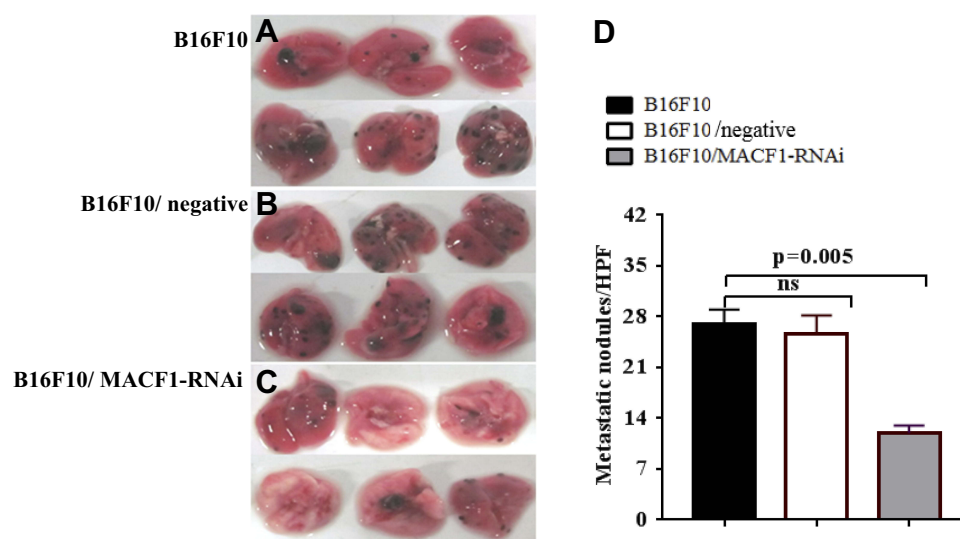 A
B16F10
B
B16F10/ negative
C
B16F10/ MACF1-RNAi
D
B16F10
B16F10/negative
B16F10/MACF1-RNAi
Metastatic nodules/HPF
42
35
28
21
14
7
0
p=0.005
ns